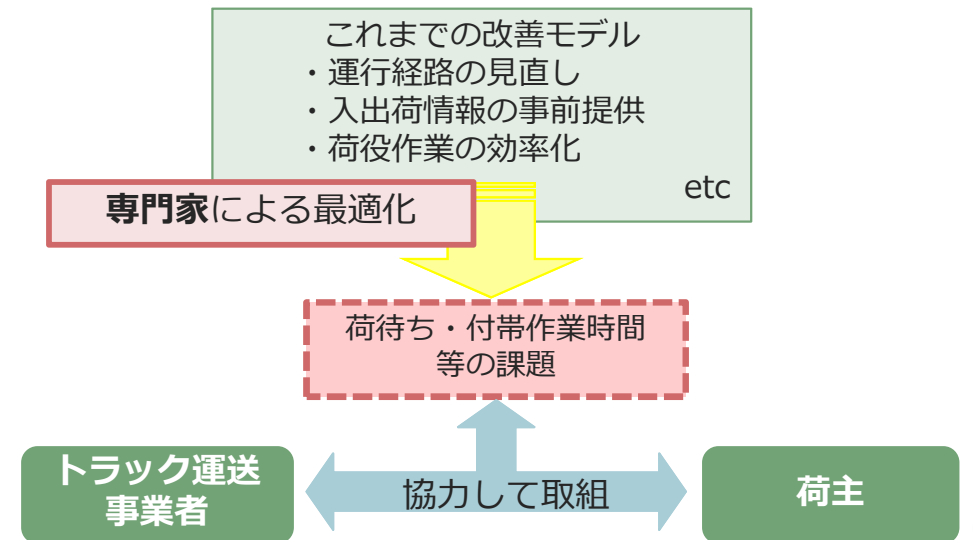 これまでの改善モデル
・運行経路の見直し
・入出荷情報の事前提供
・荷役作業の効率化
etc
専門家による最適化
荷待ち・付帯作業時間
等の課題
トラック運送
事業者
協力して取組
荷主